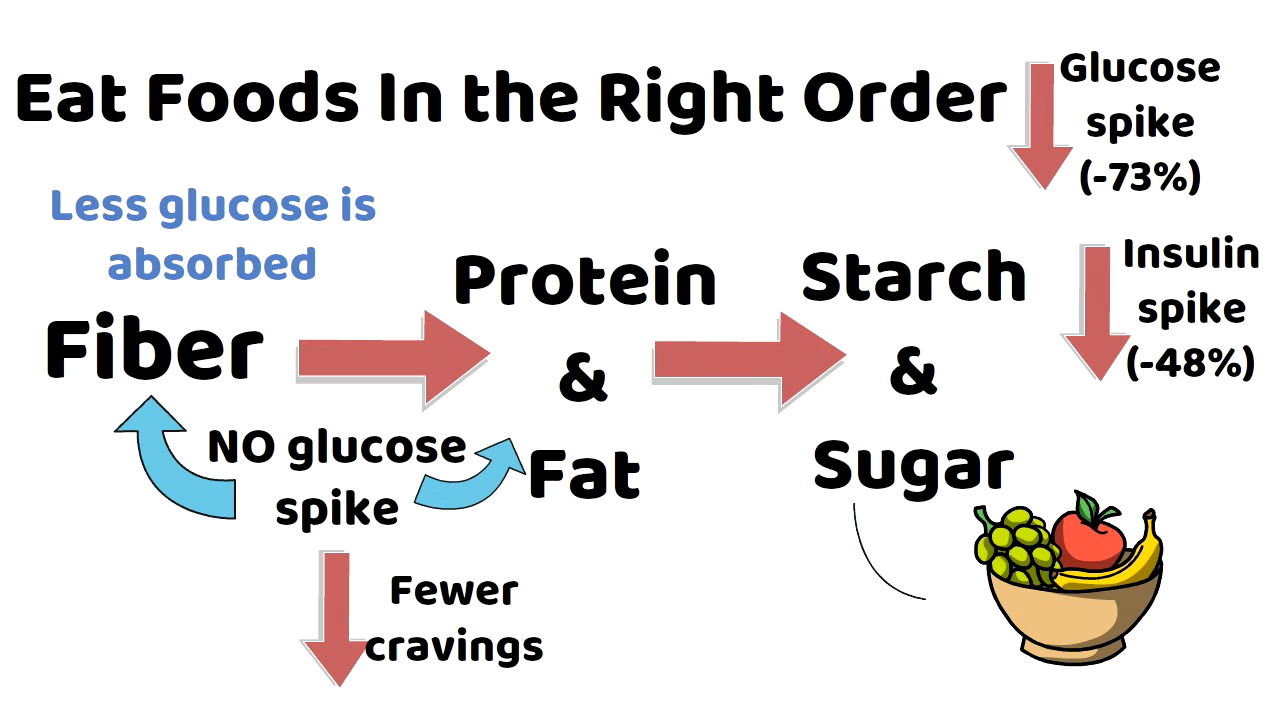 Eat Foods In the Right Order
Glucose
spike
(-73%)
Less glucose is
absorbed
Fiber
Protein
&
Fat
Starch
&
Sugar
Insulin
spike
(-48%)
NO glucose
spike
Fewer
cravings